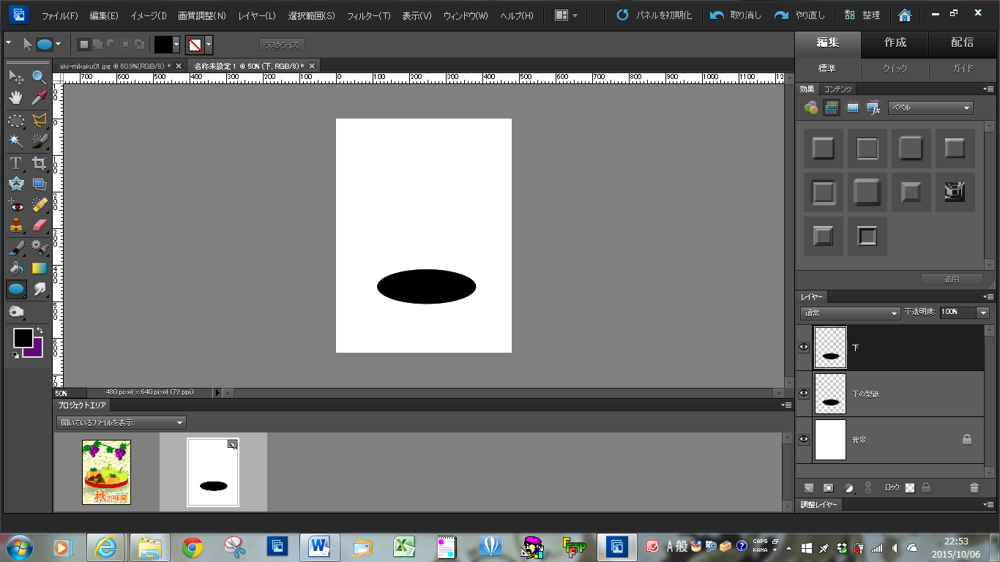 ファイル(F) 編集(E) イメージ(I) 画質調整(N) レイヤー(L) 選択範囲(S) フィルター(T) 表示(V) ウィンドウ(W) ヘルプ(H) パネルを初期化 取り消し やり直し 整理
ラスタライズ
編集 作成 配信
標準 クイック ガイド
aki-mikaku01.jpg @ 60.9%(RGB/8) * 名称未設定 1 @ 50% (下, RGB/8) *
700 600 500 400 300 200 100 0 100 200 300 400 500 600 700 800 900 1000 1100
効果 コンテンツ
ベベル
適用
レイヤー
通常 不透明度: 100%
下
下の型紙
背景
ロック:
調整レイヤー
50% 480 pixel x 640 pixel (72 ppi)
プロジェクトエリア
開いているファイルを表示
秋の味覚
A 般 CAPS KANA
22:53
2015/10/06